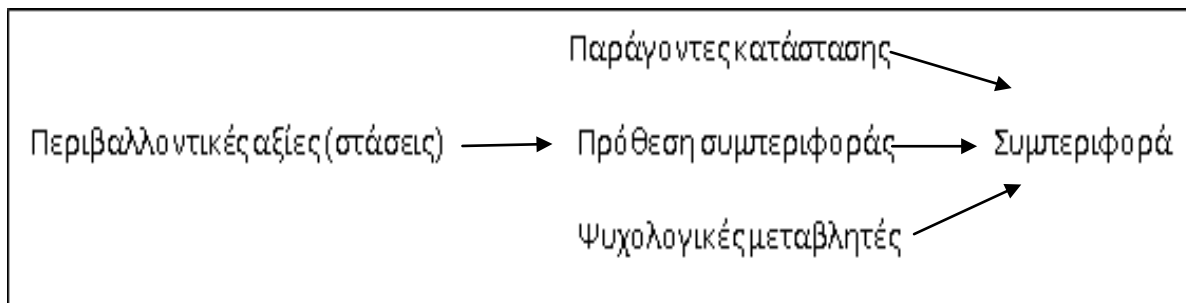 Παράγοντες κατάστασης
Περιβαλλοντικές αξίες (στάσεις) Πρόθεση συμπεριφοράς Συμπεριφορά
Ψυχολογικές μεταβλητές